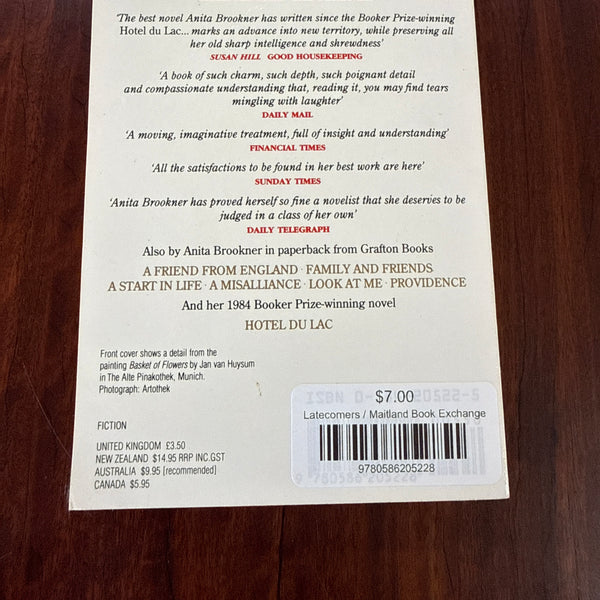 ‘The best novel Anita Brookner has written since the Booker Prize-winning
Hotel du Lac... marks an advance into new territory, while preserving all
her old sharp intelligence and shrewdness’
SUSAN HILL GOOD HOUSEKEEPING
‘A book of such charm, such depth, such poignant detail
and compassionate understanding that, reading it, you may find tears
mingling with laughter’
DAILY MAIL
‘A moving, imaginative treatment, full of insight and understanding’
FINANCIAL TIMES
‘All the satisfactions to be found in her best work are here’
SUNDAY TIMES
‘Anita Brookner has proved herself so fine a novelist that she deserves to be
judged in a class of her own’
DAILY TELEGRAPH
Also by Anita Brookner in paperback from Grafton Books
A FRIEND FROM ENGLAND · FAMILY AND FRIENDS
A START IN LIFE · A MISALLIANCE · LOOK AT ME · PROVIDENCE
And her 1984 Booker Prize-winning novel
HOTEL DU LAC
Front cover shows a detail from the
painting Basket of Flowers by Jan van Huysum
in The Alte Pinakothek, Munich.
Photograph: Artothek
FICTION
UNITED KINGDOM £3.50
NEW ZEALAND $14.95 RRP INC.GST
AUSTRALIA $9.95 [recommended]
CANADA $5.95
ISBN 0-
20522-5
$7.00
Latecomers / Maitland Book Exchange
9780586205228
9 780586 205228